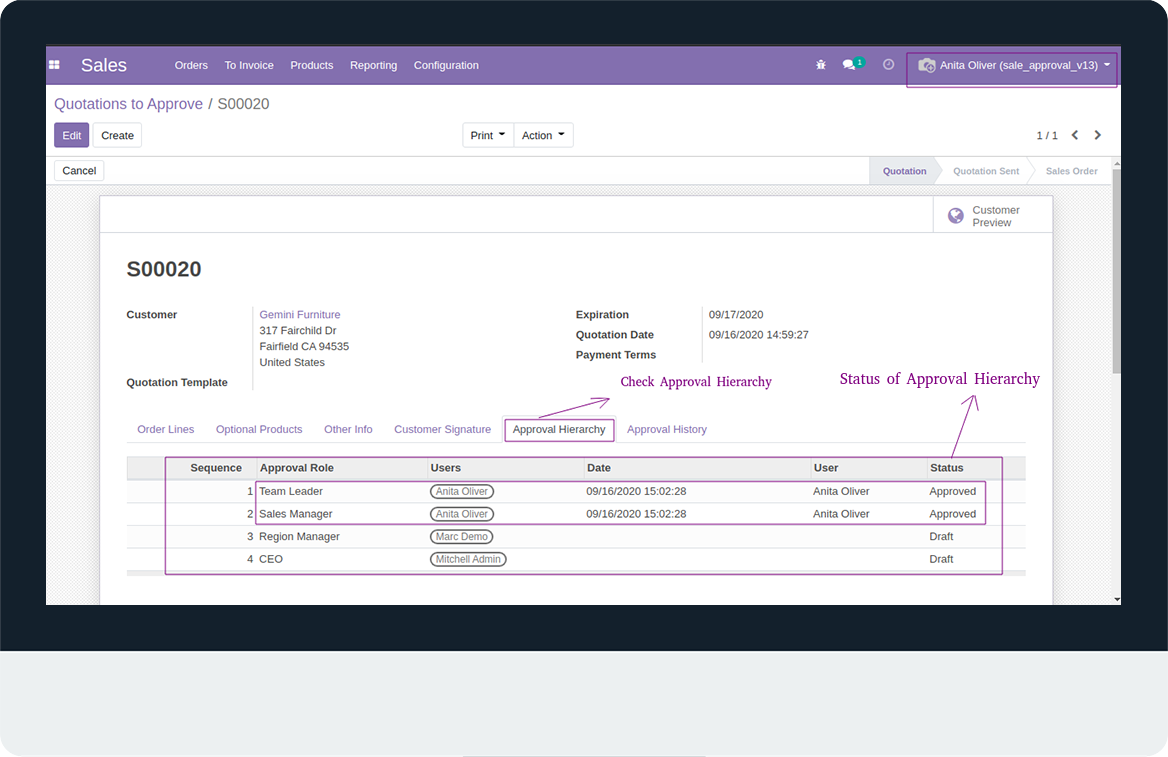 Sales Orders To Invoice Products Reporting Configuration 1 Anita Oliver (sale_approval_v13)
Quotations to Approve / S00020
Edit Create Print Action 1 / 1
Cancel Quotation Quotation Sent Sales Order
Customer
Preview
S00020
Customer Gemini Furniture Expiration 09/17/2020
317 Fairchild Dr Quotation Date 09/16/2020 14:59:27
Fairfield CA 94535 Payment Terms
United States
Quotation Template
Check Approval Hierarchy Status of Approval Hierarchy
Order Lines Optional Products Other Info Customer Signature Approval Hierarchy Approval History
Sequence Approval Role Users Date User Status
1 Team Leader Anita Oliver 09/16/2020 15:02:28 Anita Oliver Approved
2 Sales Manager Anita Oliver 09/16/2020 15:02:28 Anita Oliver Approved
3 Region Manager Marc Demo Draft
4 CEO Mitchell Admin Draft